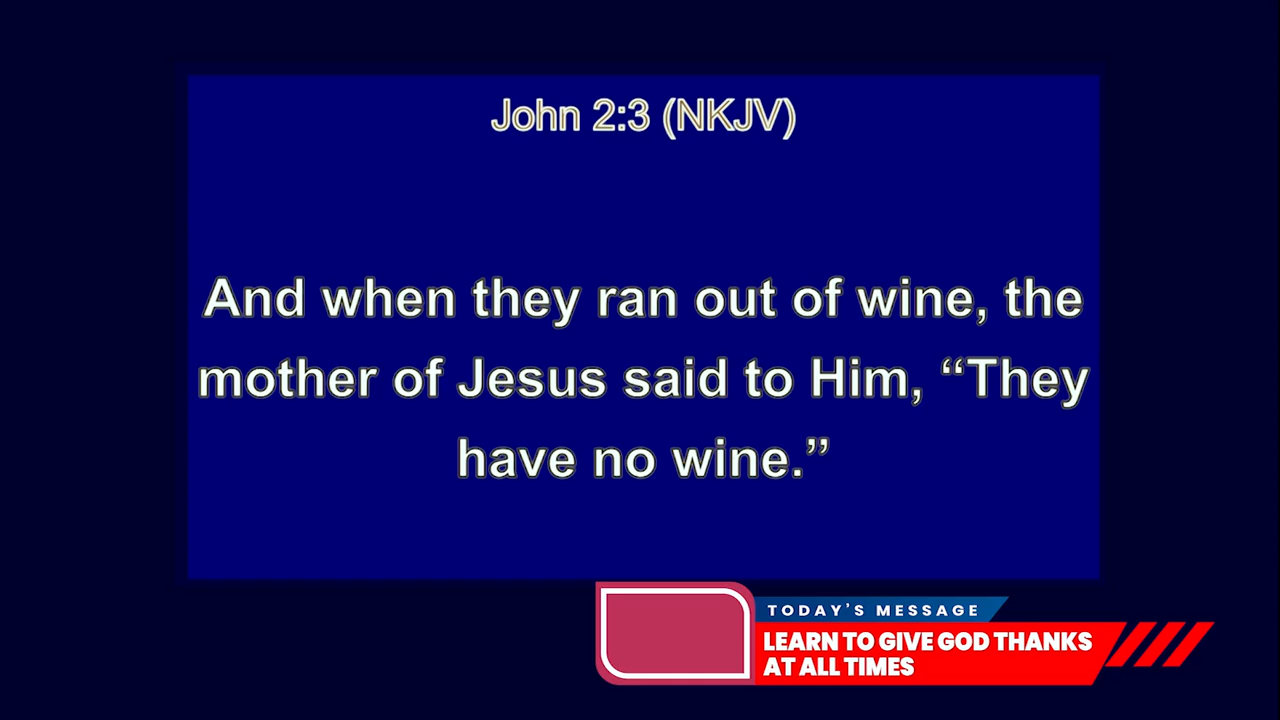 John 2:3 (NKJV)
And when they ran out of wine, the
mother of Jesus said to Him, “They
have no wine.”
TODAY’S MESSAGE
LEARN TO GIVE GOD THANKS
AT ALL TIMES